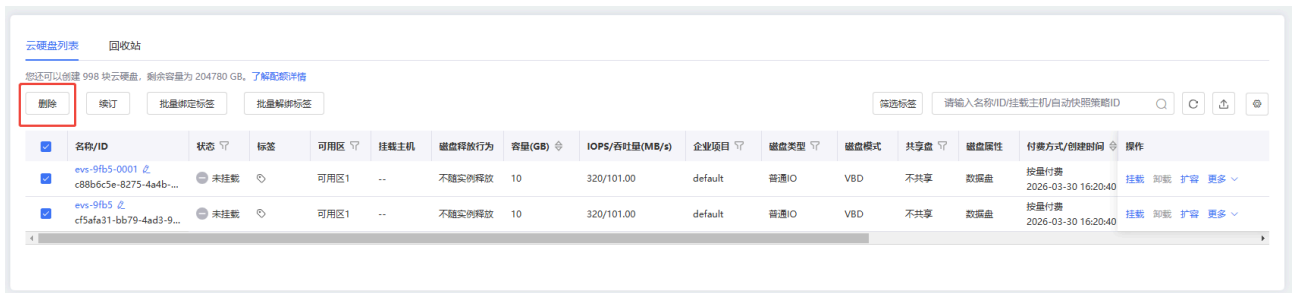 云硬盘列表 回收站
您还可以创建 998 块云硬盘，剩余容量为 204780 GB。了解配额详情
删除 续订 批量绑定标签 批量解绑标签 筛选标签 请输入名称/ID/挂载主机/自动快照策略ID
名称/ID 状态 标签 可用区 挂载主机 磁盘释放行为 容量(GB) IOPS/吞吐量(MB/s) 企业项目 磁盘类型 磁盘模式 共享盘 磁盘属性 付费方式/创建时间 操作
evs-9fb5-0001
c88b6c5e-8275-4a4b-... 未挂载 可用区1 -- 不随实例释放 10 320/101.00 default 普通IO VBD 不共享 数据盘 按量付费
2026-03-30 16:20:40 挂载 卸载 扩容 更多
evs-9fb5
cf5afa31-bb79-4ad3-9... 未挂载 可用区1 -- 不随实例释放 10 320/101.00 default 普通IO VBD 不共享 数据盘 按量付费
2026-03-30 16:20:40 挂载 卸载 扩容 更多